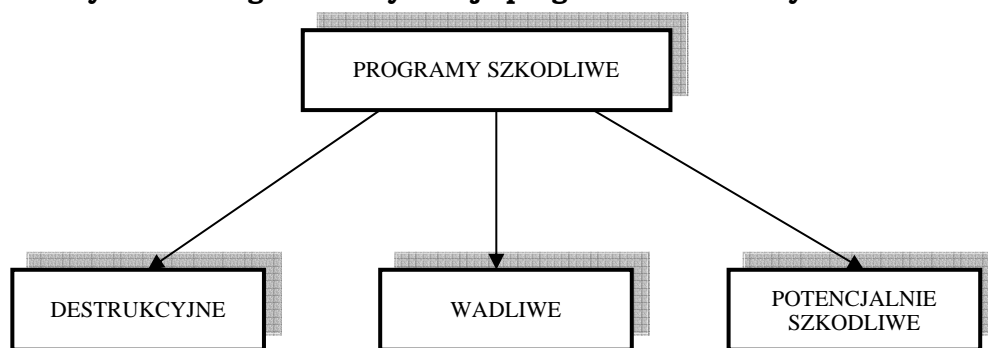 PROGRAMY SZKODLIWE
DESTRUKCYJNE
WADLIWE
POTENCJALNIE
SZKODLIWE